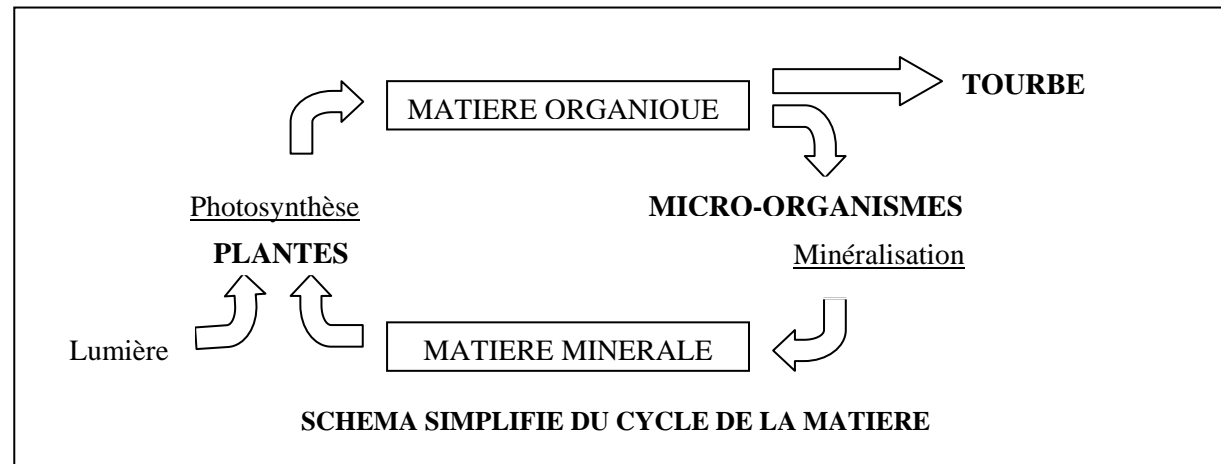 TOURBE
MATIERE ORGANIOUE
Photosynthèse
MICRO-ORGANISMES
PLANTES
Minéralisation
Lumière
MATIERE MINERALE
SCHEMA SIMPLIFIE DU CYCLE DE LA MATIERE